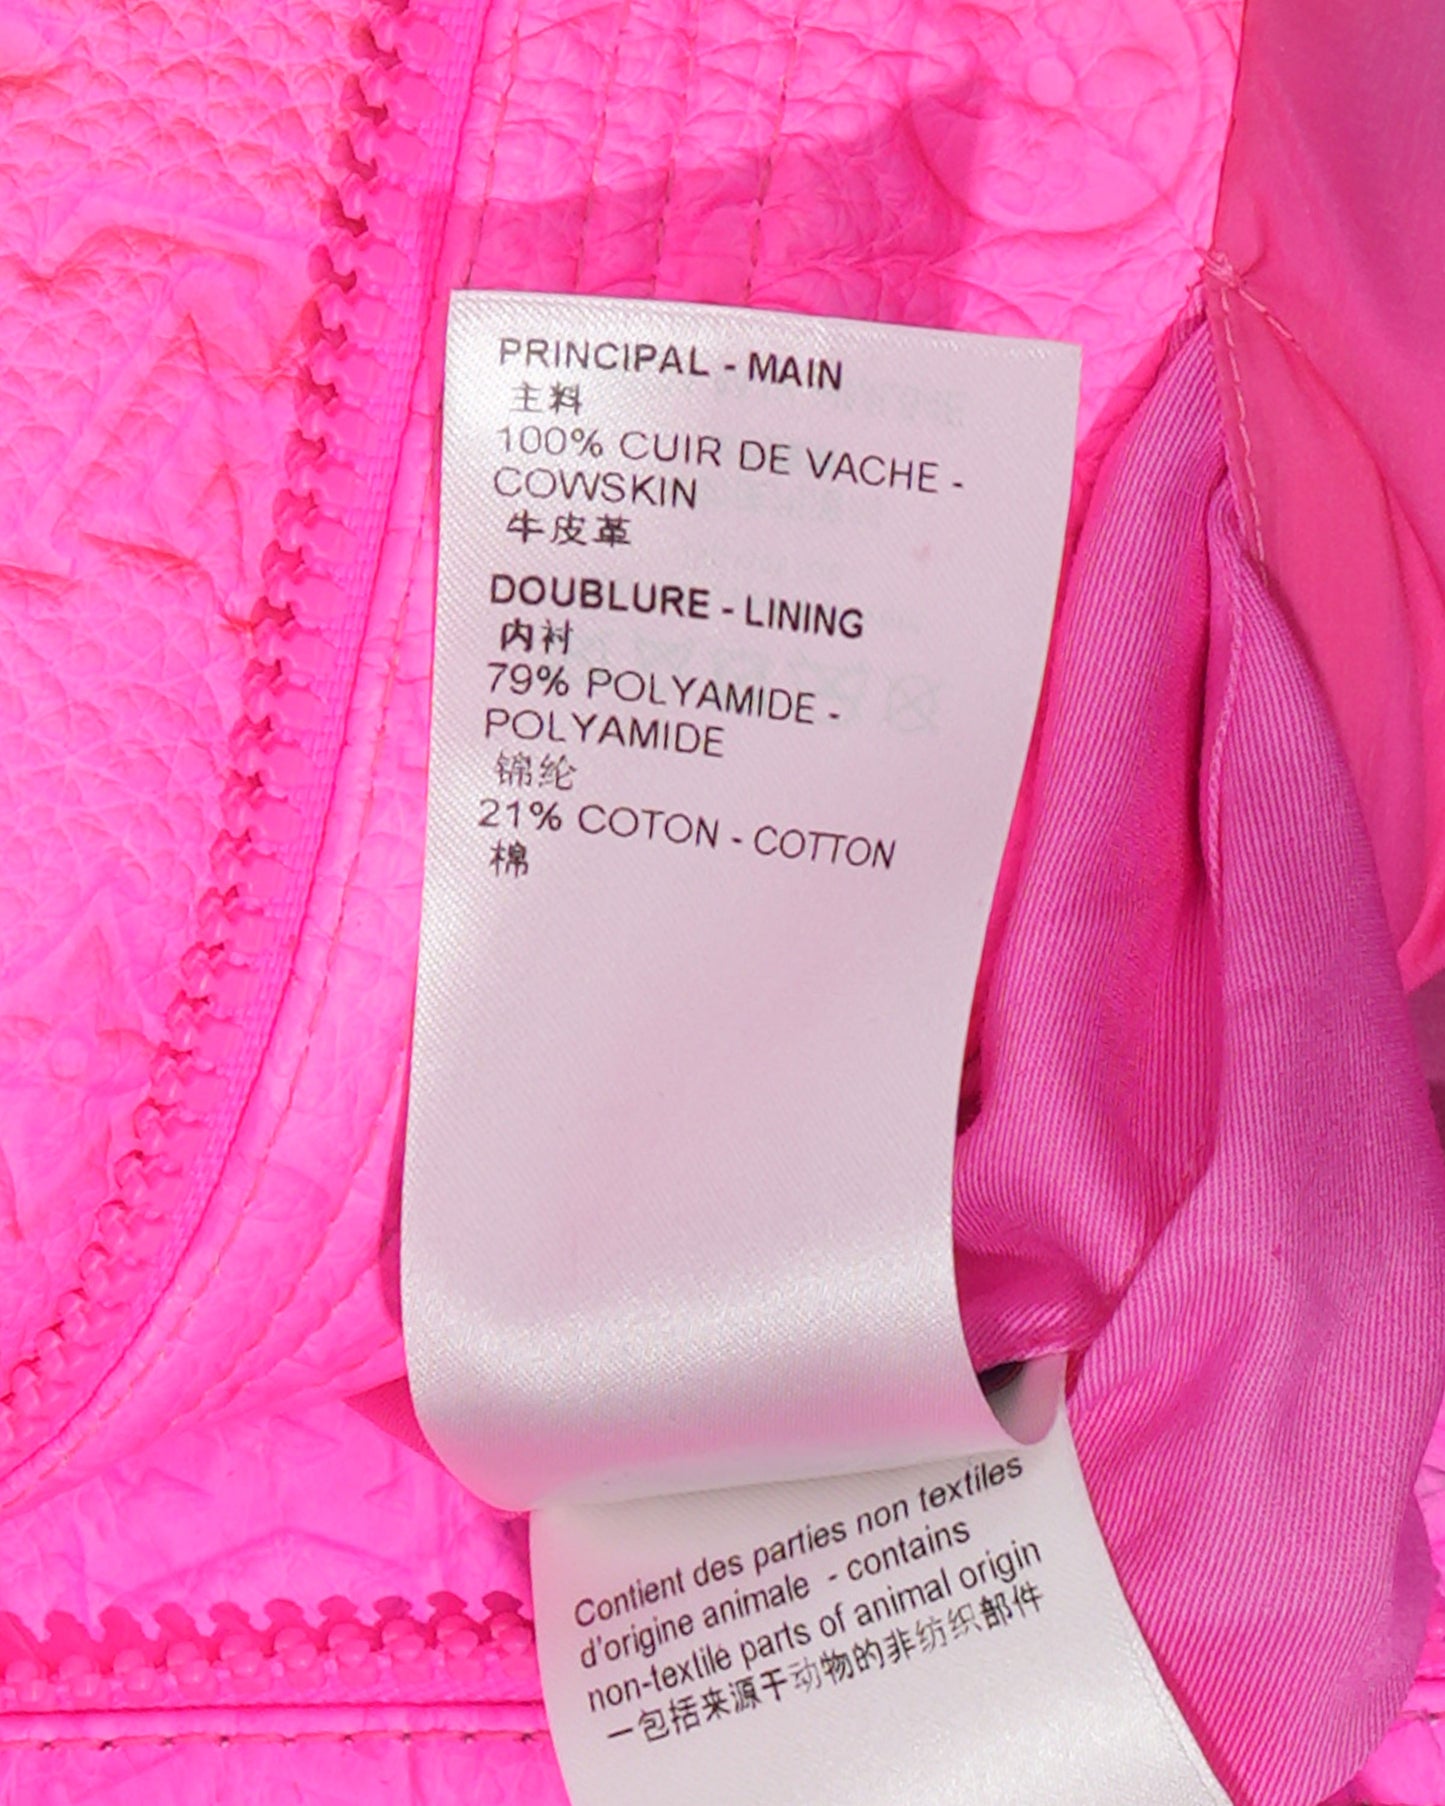 PRINCIPAL - MAIN
主料
100% CUIR DE VACHE -
COWSKIN
牛皮革
DOUBLURE - LINING
内衬
79% POLYAMIDE -
POLYAMIDE
锦纶
21% COTON - COTTON
棉
Contient des parties non textiles
d'origine animale - contains
non-textile parts of animal origin
一包括来源于动物的非纺织部件